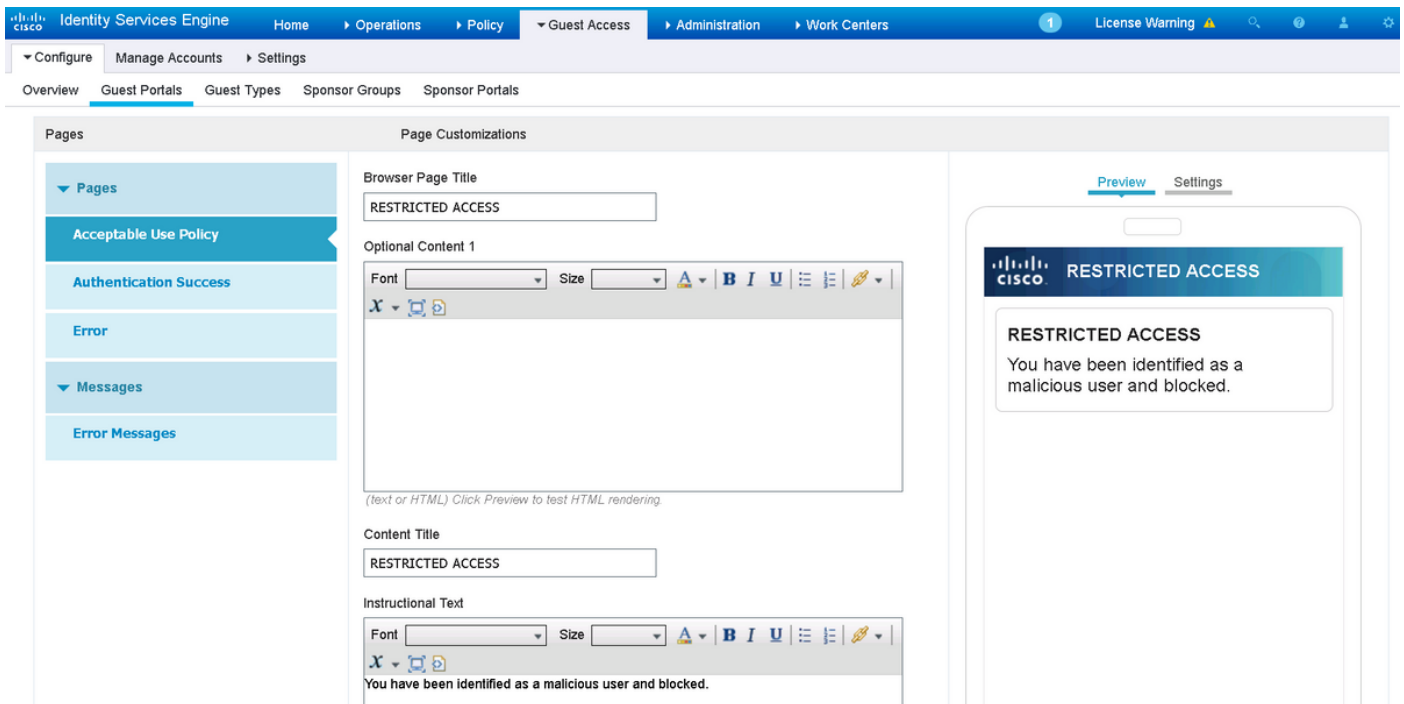 CISCO Identity Services Engine Home Operations Policy Guest Access Administration Work Centers 1 License Warning
Configure Manage Accounts Settings
Overview Guest Portals Guest Types Sponsor Groups Sponsor Portals
Pages Page Customizations
Pages
Acceptable Use Policy
Authentication Success
Error
Messages
Error Messages
Browser Page Title
RESTRICTED ACCESS
Optional Content 1
Font Size A B I U
X
(text or HTML) Click Preview to test HTML rendering.
Content Title
RESTRICTED ACCESS
Instructional Text
Font Size A B I U
X
You have been identified as a malicious user and blocked.
Preview Settings
CISCO. RESTRICTED ACCESS
RESTRICTED ACCESS
You have been identified as a
malicious user and blocked.